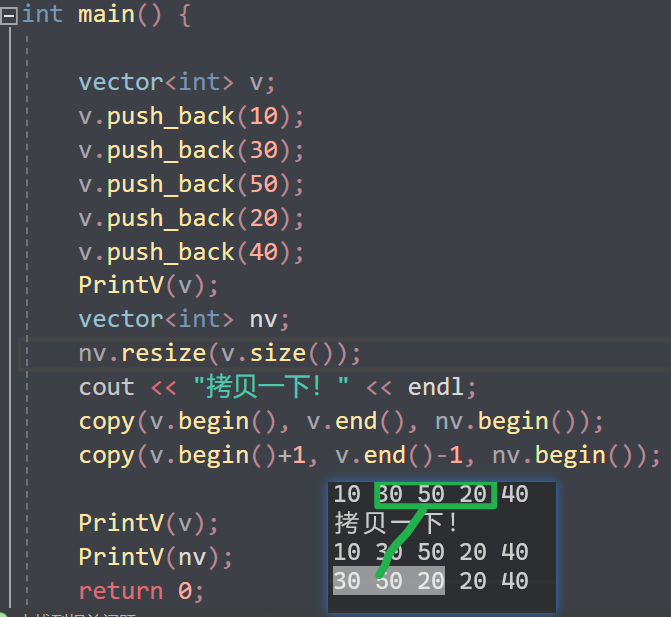 int main() {
vector<int> v;
v.push_back(10);
v.push_back(30);
v.push_back(50);
v.push_back(20);
v.push_back(40);
PrintV(v);
vector<int> nv;
nv.resize(v.size());
cout << "拷贝一下！" << endl;
copy(v.begin(), v.end(), nv.begin());
copy(v.begin()+1, v.end()-1, nv.begin());
PrintV(v);
PrintV(nv);
return 0;
10 30 50 20 40
拷贝一下！
10 30 50 20 40
30 50 20 20 40